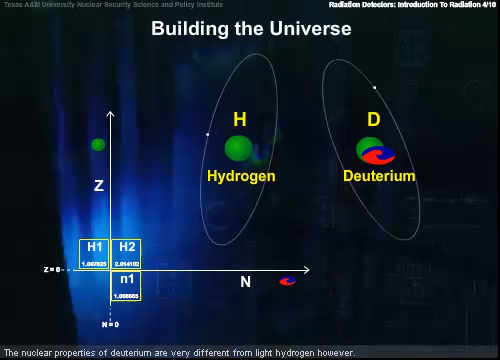 Texas A&M University Nuclear Security Science and Policy Institute
Radiation Detectors: Introduction To Radiation 4/10
Building the Universe
H
D
Hydrogen
Deuterium
Z
H1
1.007825
H2
2.014102
Z=0
n1
1.008665
N
N=0
The nuclear properties of deuterium are very different from light hydrogen however.